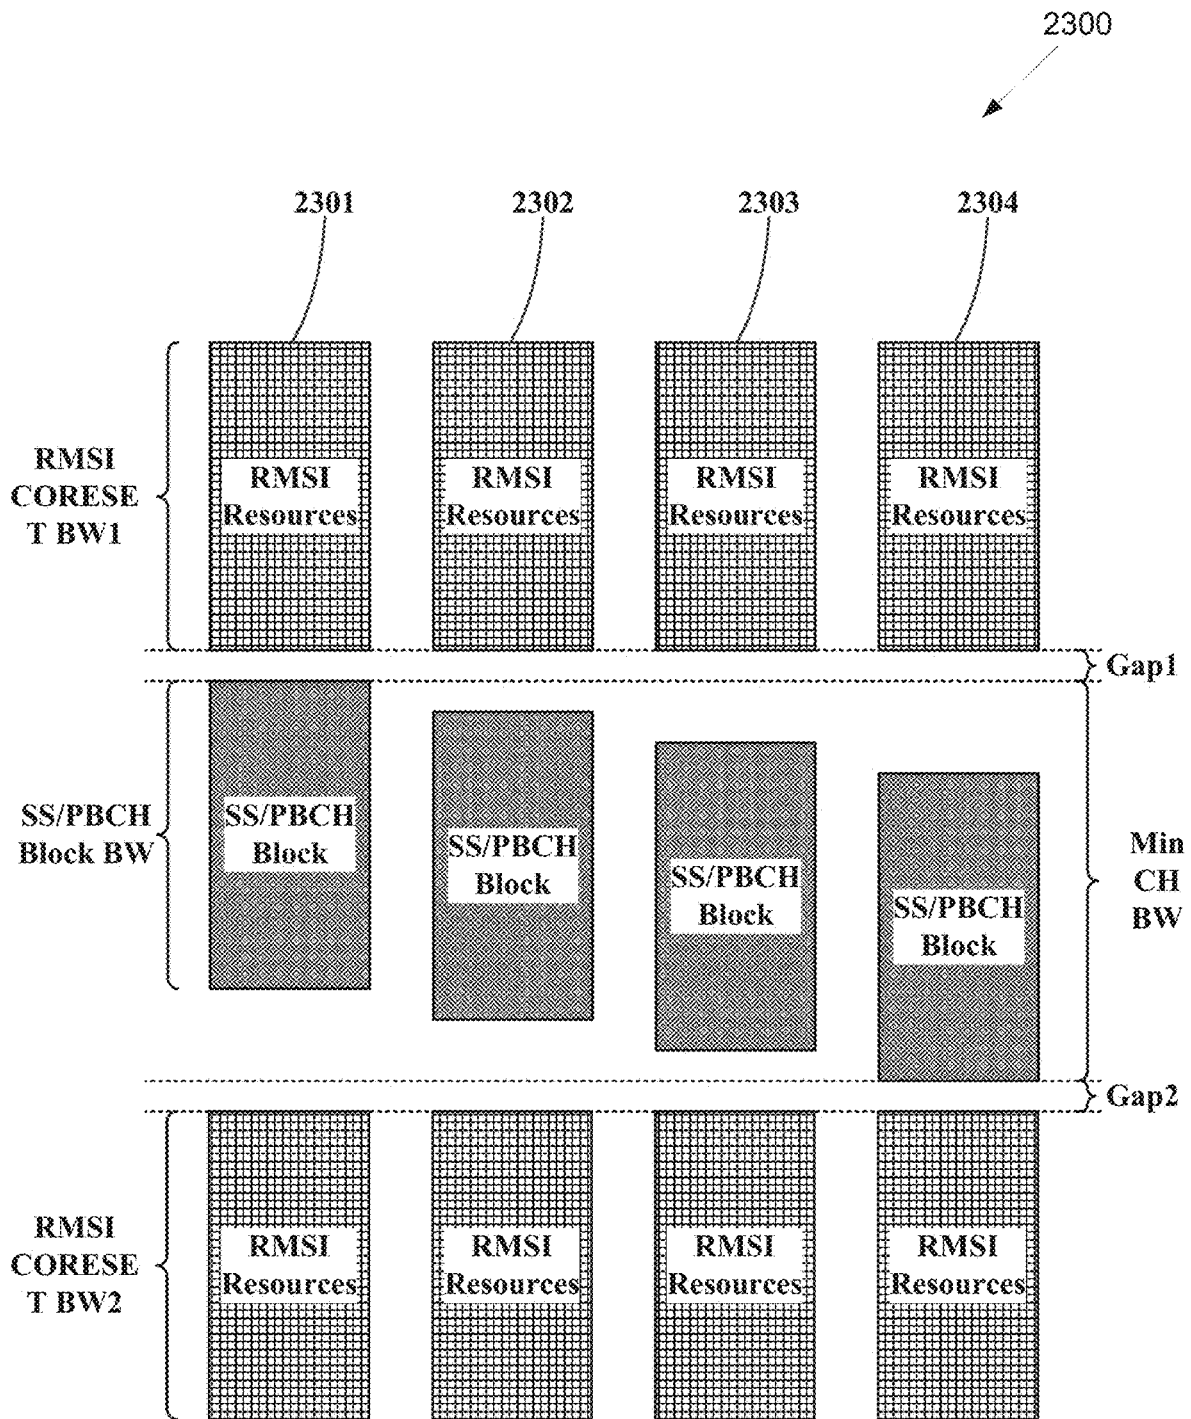 2300
2301 2302 2303 2304
RMSI
CORESE
T BW1
RMSI
Resources
RMSI
Resources
RMSI
Resources
RMSI
Resources
Gap1
SS/PBCH
Block BW
SS/PBCH
Block
SS/PBCH
Block
SS/PBCH
Block
SS/PBCH
Block
Min
CH
BW
Gap2
RMSI
CORESE
T BW2
RMSI
Resources
RMSI
Resources
RMSI
Resources
RMSI
Resources